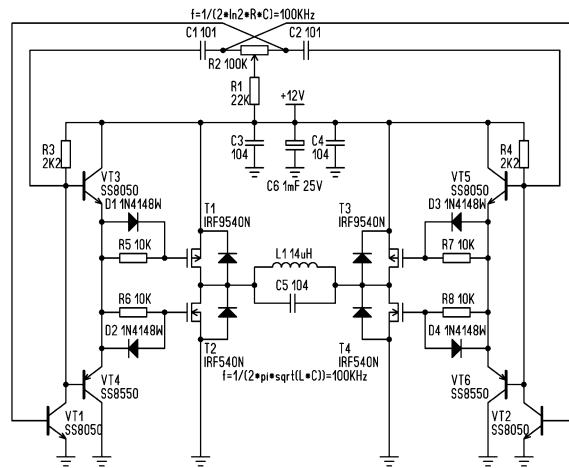 f=1/(2*ln2*R*C)=100KHz
C1 101
C2 101
R2 100K
R1
22K
+12V
R3
2K2
C3
104
C4
104
R4
2K2
C6 1mF 25V
VT3
SS8050
VT5
SS8050
D1 1N4148W
T1
IRF9540N
T3
IRF9540N
D3 1N4148W
R5 10K
L1 14uH
R7 10K
C5 104
R6 10K
R8 10K
D2 1N4148W
T2
IRF540N
T4
IRF540N
D4 1N4148W
f=1/(2*pi*sqrt(L*C))=100KHz
VT4
SS8550
VT6
SS8550
VT1
SS8050
VT2
SS8050